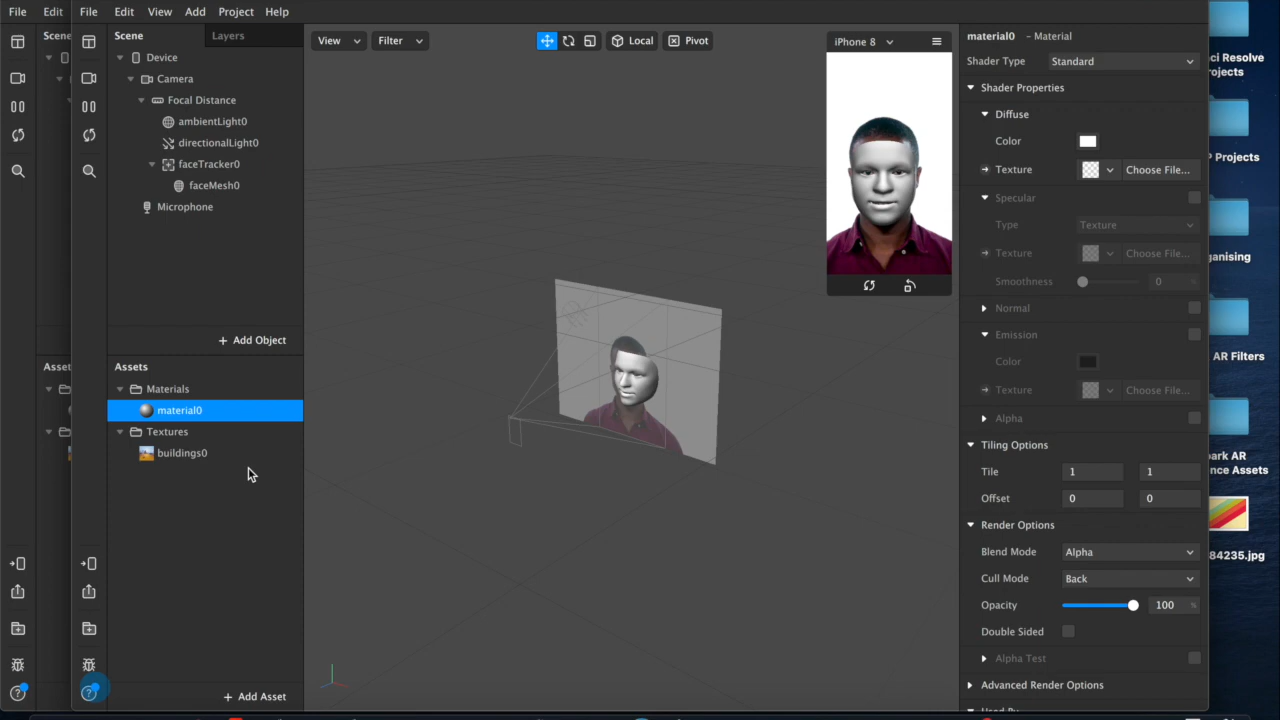 File Edit
File Edit View Add Project Help
Scene
Scene Layers
Device
Camera
Focal Distance
ambientLight0
directionalLight0
faceTracker0
faceMesh0
Microphone
+ Add Object
Assets
Materials
material0
Textures
buildings0
+ Add Asset
View
Filter
Local
Pivot
iPhone 8
material0 - Material
Shader Type Standard
Shader Properties
Diffuse
Color
Texture Choose File...
Specular
Type Texture
Texture Choose File...
Smoothness 0 %
Normal
Emission
Color
Texture Choose File...
Alpha
Tiling Options
Tile 1 1
Offset 0 0
Render Options
Blend Mode Alpha
Cull Mode Back
Opacity 100 %
Double Sided
Alpha Test
Advanced Render Options
Used By
ci Resolve
rojects
P Projects
ganising
AR Filters
ark AR
nce Assets
84235.jpg